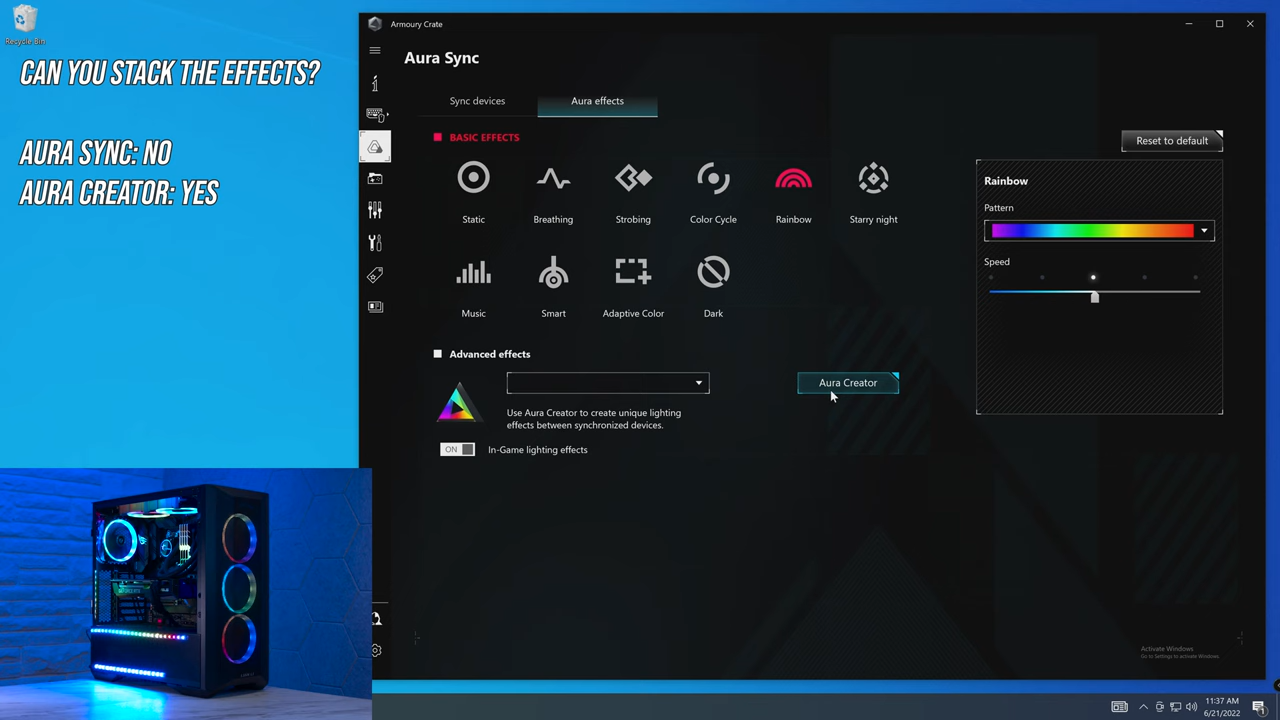 Recycle Bin
CAN YOU STACK THE EFFECTS?
AURA SYNC: NO
AURA CREATOR: YES
Armoury Crate
Aura Sync
Sync devices
Aura effects
BASIC EFFECTS
Reset to default
Static
Breathing
Strobing
Color Cycle
Rainbow
Starry night
Music
Smart
Adaptive Color
Dark
Rainbow
Pattern
Speed
Advanced effects
Aura Creator
Use Aura Creator to create unique lighting
effects between synchronized devices.
ON
In-Game lighting effects
Activate Windows
Go to Settings to activate Windows.
11:37 AM
6/21/2022